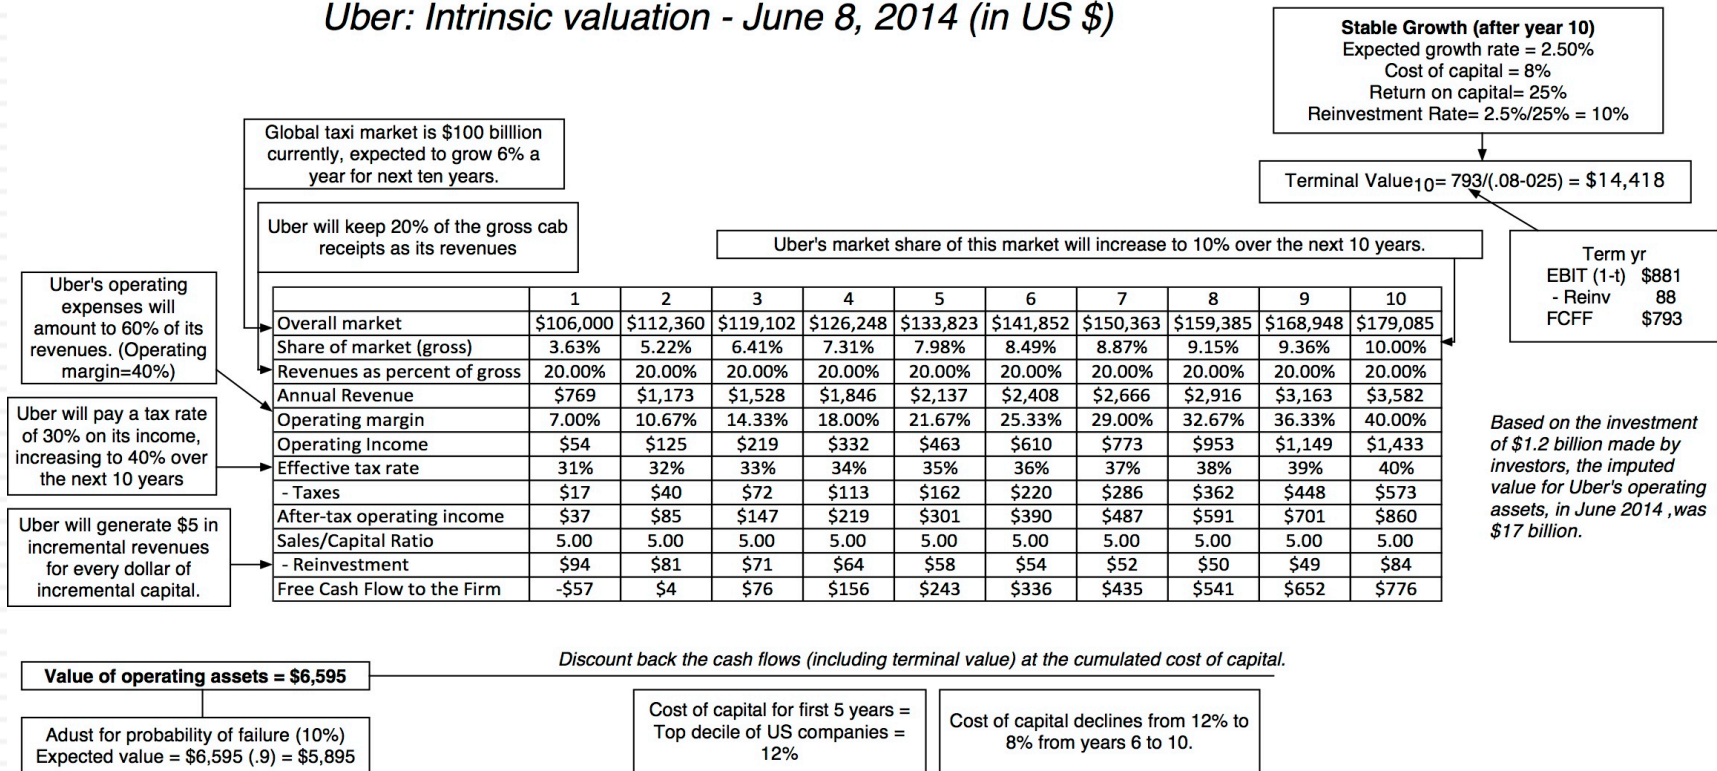 Uber: Intrinsic valuation - June 8, 2014 (in US $)
Stable Growth (after year 10)
Expected growth rate = 2.50%
Cost of capital = 8%
Return on capital= 25%
Reinvestment Rate= 2.5%/25% = 10%
Terminal Value10= 793/(.08-025) = $14,418
Term yr
EBIT (1-t) $881
- Reinv 88
FCFF $793
Global taxi market is $100 billlion
currently, expected to grow 6% a
year for next ten years.
Uber will keep 20% of the gross cab
receipts as its revenues
Uber's market share of this market will increase to 10% over the next 10 years.
Uber's operating
expenses will
amount to 60% of its
revenues. (Operating
margin=40%)
Uber will pay a tax rate
of 30% on its income,
increasing to 40% over
the next 10 years
Uber will generate $5 in
incremental revenues
for every dollar of
incremental capital.
1 2 3 4 5 6 7 8 9 10
Overall market $106,000 $112,360 $119,102 $126,248 $133,823 $141,852 $150,363 $159,385 $168,948 $179,085
Share of market (gross) 3.63% 5.22% 6.41% 7.31% 7.98% 8.49% 8.87% 9.15% 9.36% 10.00%
Revenues as percent of gross 20.00% 20.00% 20.00% 20.00% 20.00% 20.00% 20.00% 20.00% 20.00% 20.00%
Annual Revenue $769 $1,173 $1,528 $1,846 $2,137 $2,408 $2,666 $2,916 $3,163 $3,582
Operating margin 7.00% 10.67% 14.33% 18.00% 21.67% 25.33% 29.00% 32.67% 36.33% 40.00%
Operating Income $54 $125 $219 $332 $463 $610 $773 $953 $1,149 $1,433
Effective tax rate 31% 32% 33% 34% 35% 36% 37% 38% 39% 40%
- Taxes $17 $40 $72 $113 $162 $220 $286 $362 $448 $573
After-tax operating income $37 $85 $147 $219 $301 $390 $487 $591 $701 $860
Sales/Capital Ratio 5.00 5.00 5.00 5.00 5.00 5.00 5.00 5.00 5.00 5.00
- Reinvestment $94 $81 $71 $64 $58 $54 $52 $50 $49 $84
Free Cash Flow to the Firm -$57 $4 $76 $156 $243 $336 $435 $541 $652 $776
Based on the investment
of $1.2 billion made by
investors, the imputed
value for Uber's operating
assets, in June 2014 ,was
$17 billion.
Discount back the cash flows (including terminal value) at the cumulated cost of capital.
Value of operating assets = $6,595
Adust for probability of failure (10%)
Expected value = $6,595 (.9) = $5,895
Cost of capital for first 5 years =
Top decile of US companies =
12%
Cost of capital declines from 12% to
8% from years 6 to 10.